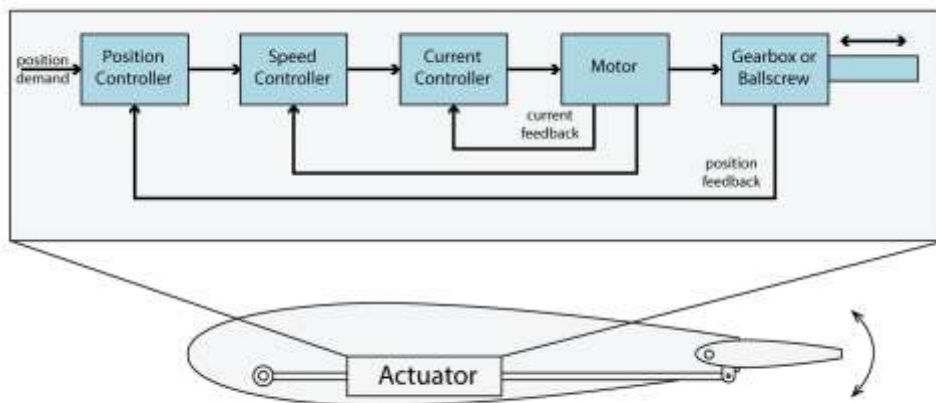 position
demand
Position
Controller
Speed
Controller
Current
Controller
Motor
Gearbox or
Ballscrew
current
feedback
position
feedback
Actuator